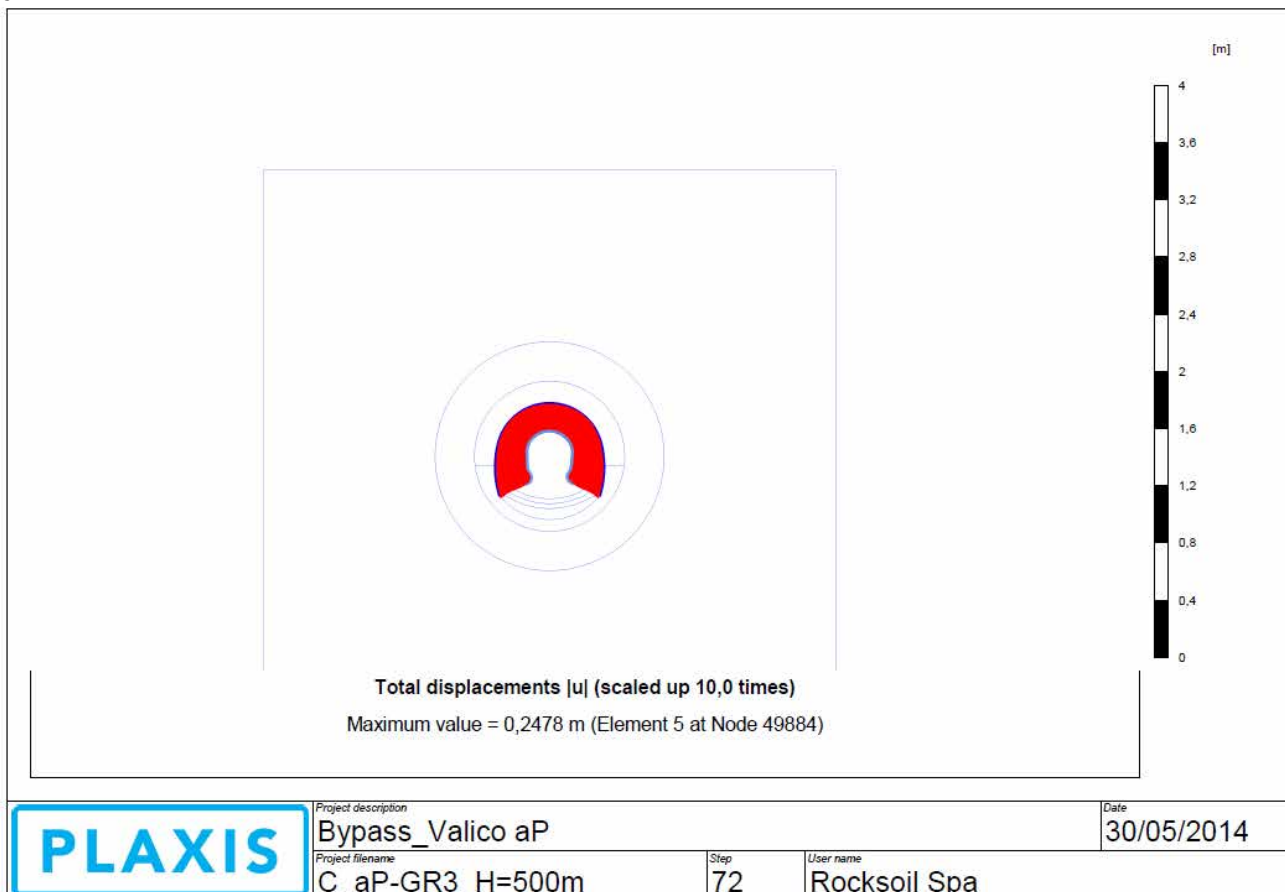 [m]
4
3,6
3,2
2,8
2,4
2
1,6
1,2
0,8
0,4
0
Total displacements |u| (scaled up 10,0 times)
Maximum value = 0,2478 m (Element 5 at Node 49884)
PLAXIS
Project description
Bypass_Valico aP
Date
30/05/2014
Project filename
C_aP-GR3_H=500m
Step
72
User name
Rocksoil Spa